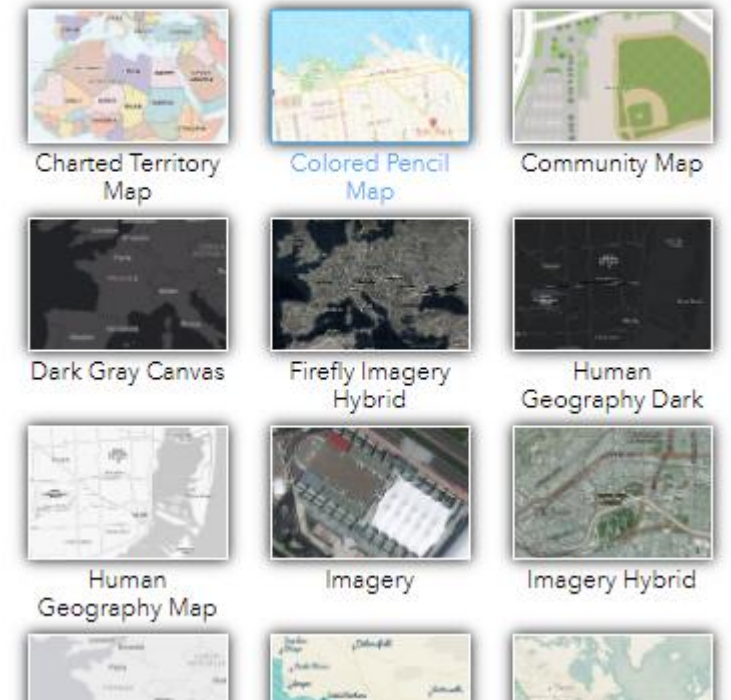 Charted Territory
Map
Colored Pencil
Map
Community Map
Dark Gray Canvas
Firefly Imagery
Hybrid
Human
Geography Dark
Human
Geography Map
Imagery
Imagery Hybrid